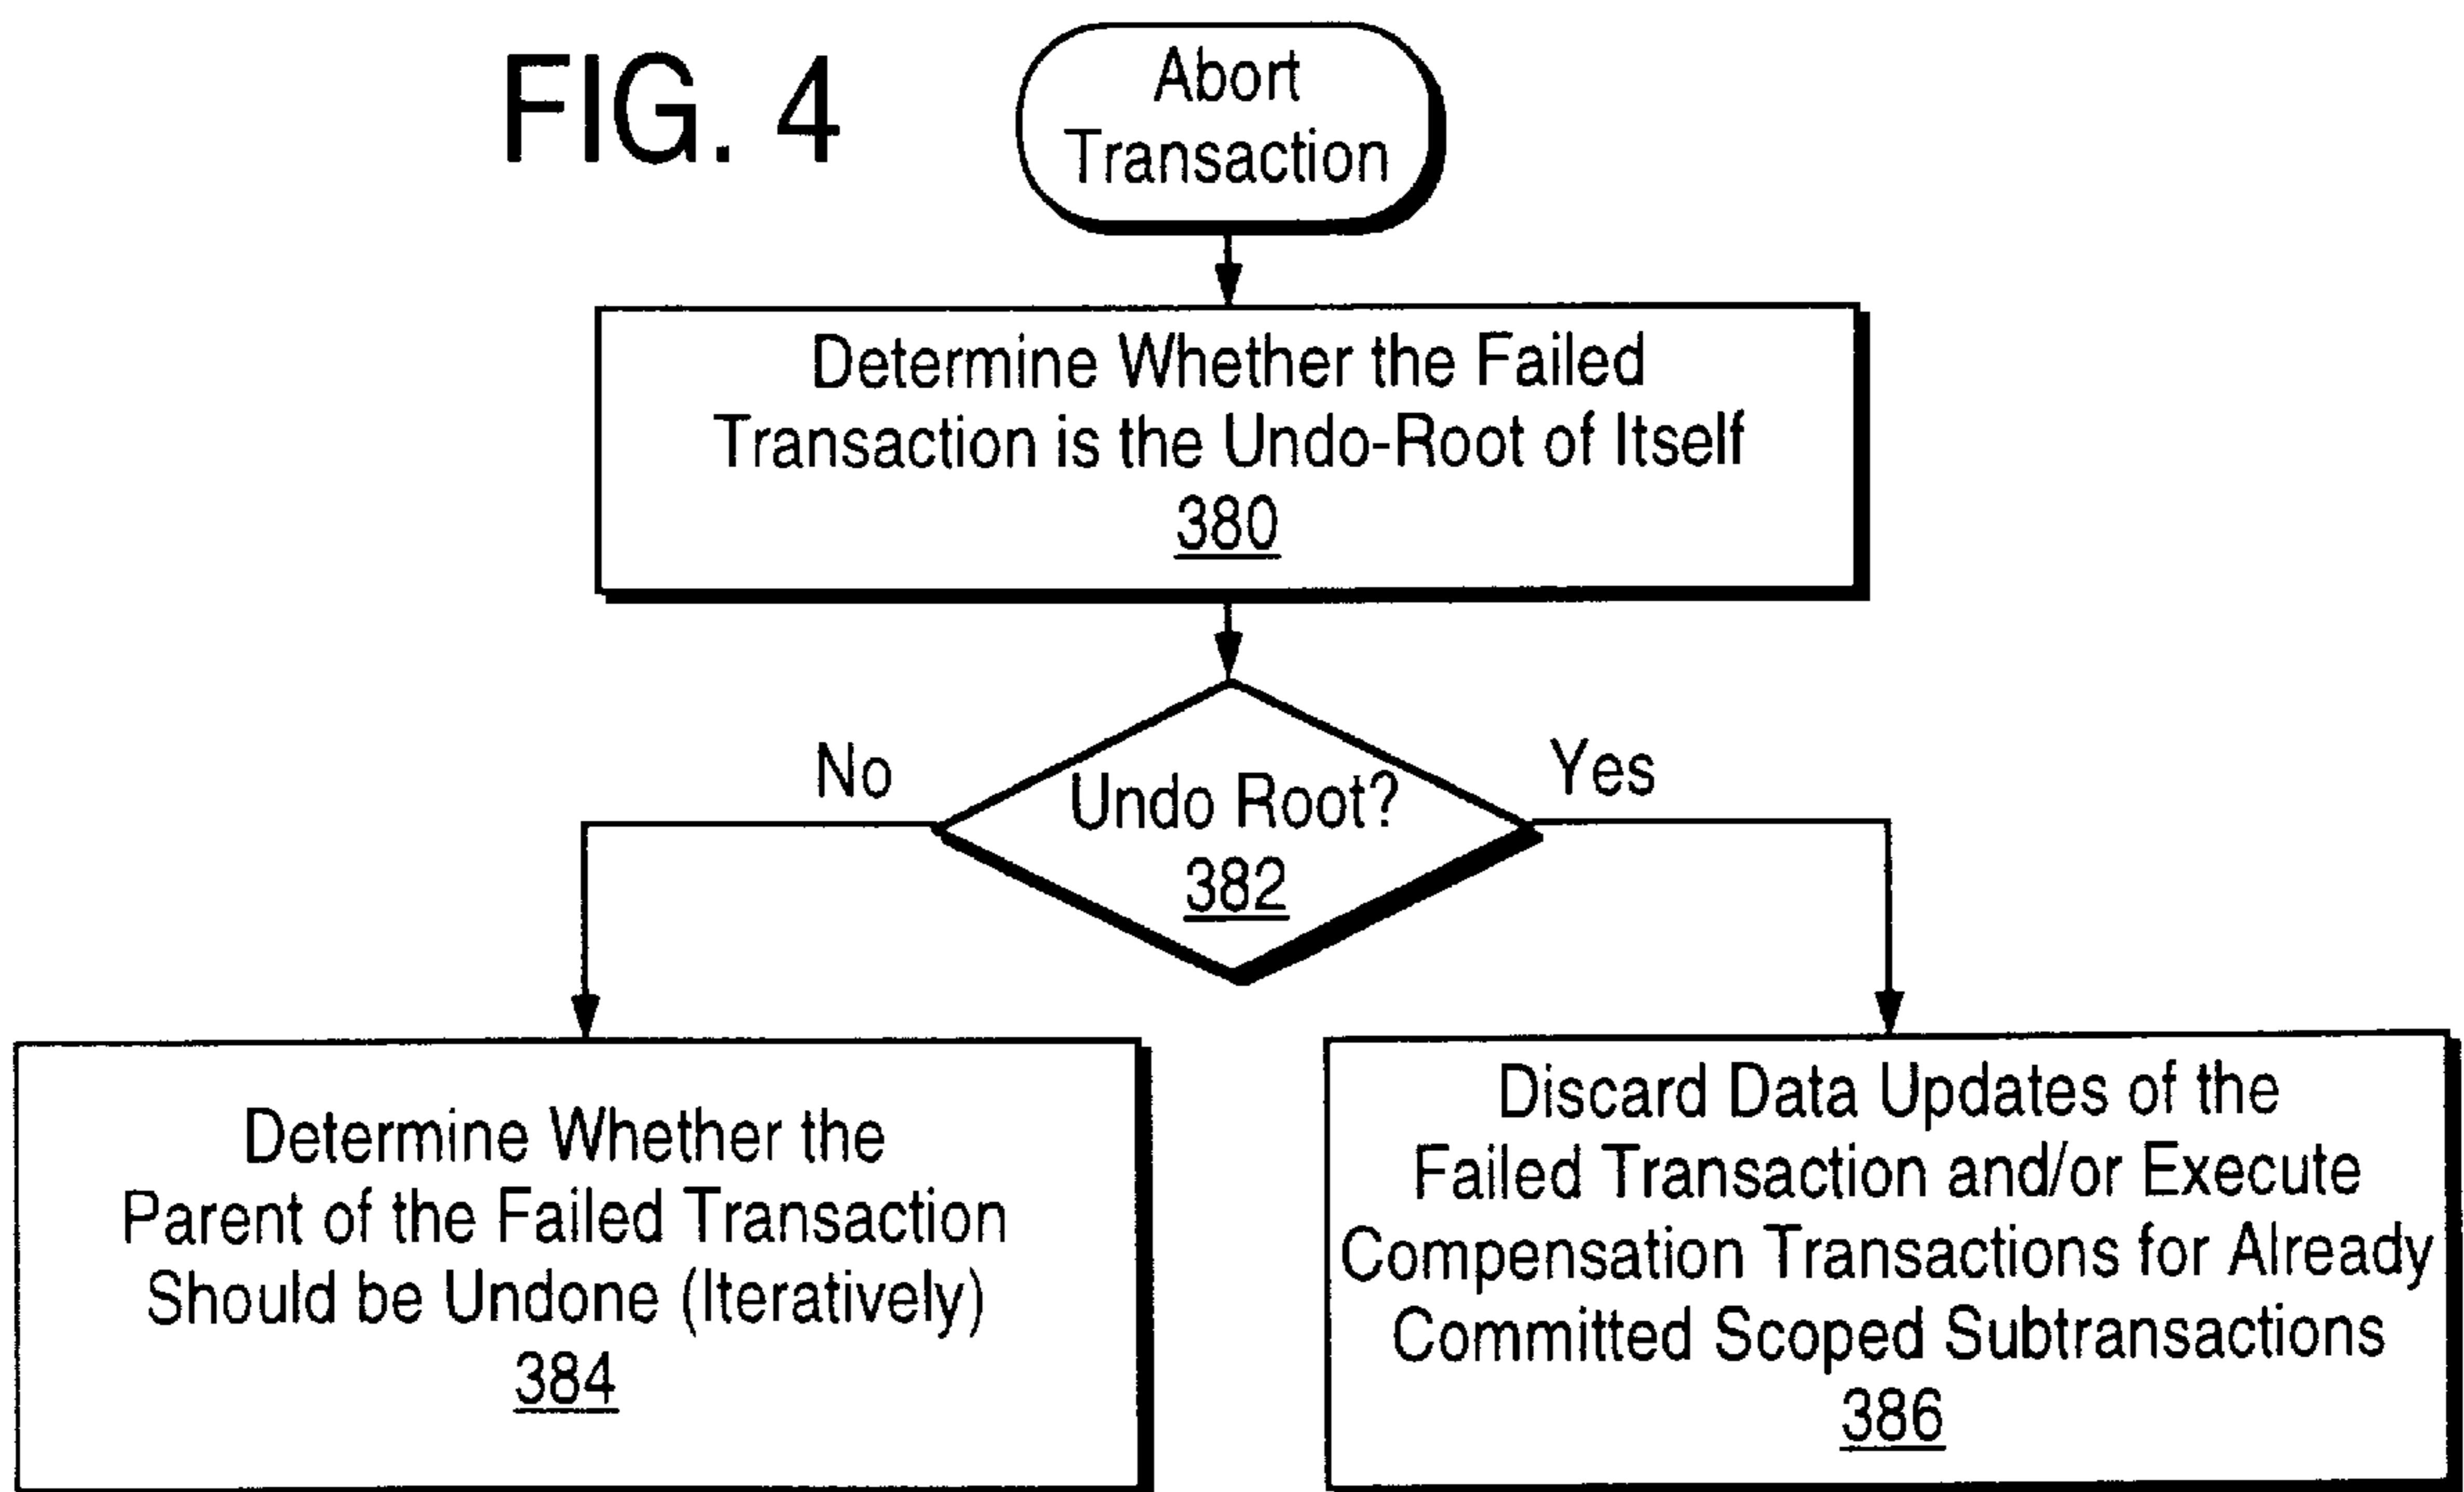 FIG. 4
Abort
Transaction
Determine Whether the Failed
Transaction is the Undo-Root of Itself
380
No
Undo Root?
Yes
382
Determine Whether the
Parent of the Failed Transaction
Should be Undone (Iteratively)
384
Discard Data Updates of the
Failed Transaction and/or Execute
Compensation Transactions for Already
Committed Scoped Subtransactions
386